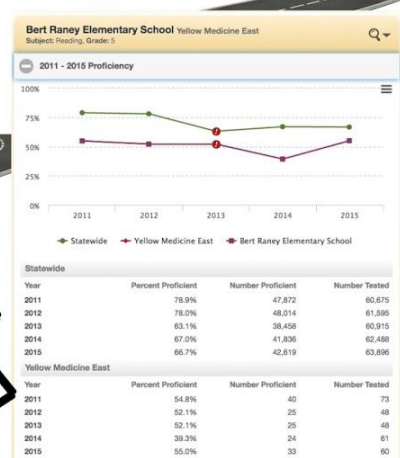 Bert Raney Elementary School Yellow Medicine East
Subject: Reading, Grade: 5
2011 - 2015 Proficiency
100%
75%
50%
25%
0%
2011 2012 2013 2014 2015
Statewide Yellow Medicine East Bert Raney Elementary School
Statewide
Year Percent Proficient Number Proficient Number Tested
2011 78.9% 47,872 60,675
2012 78.0% 48,014 61,595
2013 63.1% 38,458 60,915
2014 67.0% 41,836 62,488
2015 66.7% 42,619 63,896
Yellow Medicine East
Year Percent Proficient Number Proficient Number Tested
2011 54.8% 40 73
2012 52.1% 25 48
2013 52.1% 25 48
2014 39.3% 24 61
2015 55.0% 33 60